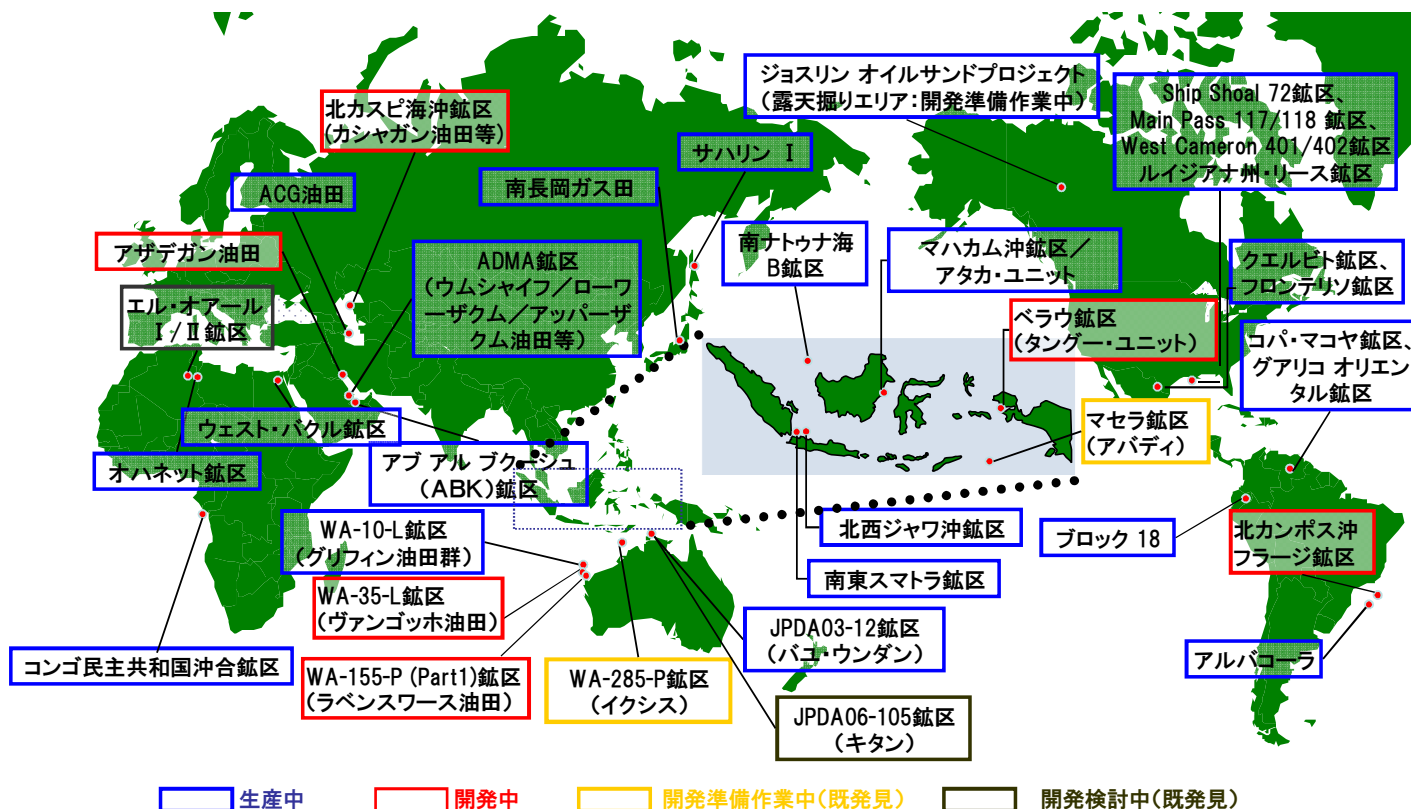 ジョスリン オイルサンドプロジェクト
（露天掘りエリア：開発準備作業中）
Ship Shoal 72鉱区、
Main Pass 117/118 鉱区、
West Cameron 401/402鉱区
ルイジアナ州・リース鉱区
北カスピ海沖鉱区
（カシャガン油田等）
サハリン Ⅰ
ACG油田
南長岡ガス田
アザデガン油田
ADMA鉱区
（ウムシャイフ／ローワ
ーザクム／アッパーザ
クム油田等）
南ナトゥナ海
B鉱区
マハカム沖鉱区／
アタカ・ユニット
クエルビト鉱区、
フロンテリソ鉱区
エル・オアール
Ⅰ/Ⅱ鉱区
ベラウ鉱区
（タングー・ユニット）
コパ・マコヤ鉱区、
グアリコ オリエン
タル鉱区
ウェスト・バクル鉱区
マセラ鉱区
（アバディ）
オハネット鉱区
アブ アル ブクーシュ
（ABK）鉱区
WA-10-L鉱区
（グリフィン油田群）
北西ジャワ沖鉱区
ブロック 18
北カンポス沖
フラージ鉱区
WA-35-L鉱区
（ヴァンゴッホ油田）
南東スマトラ鉱区
JPDA03-12鉱区
（バユ・ウンダン）
コンゴ民主共和国沖合鉱区
WA-155-P (Part1)鉱区
（ラベンスワース油田）
WA-285-P鉱区
（イクシス）
アルバコーラ
JPDA06-105鉱区
（キタン）
生産中
開発中
開発準備作業中（既発見）
開発検討中（既発見）